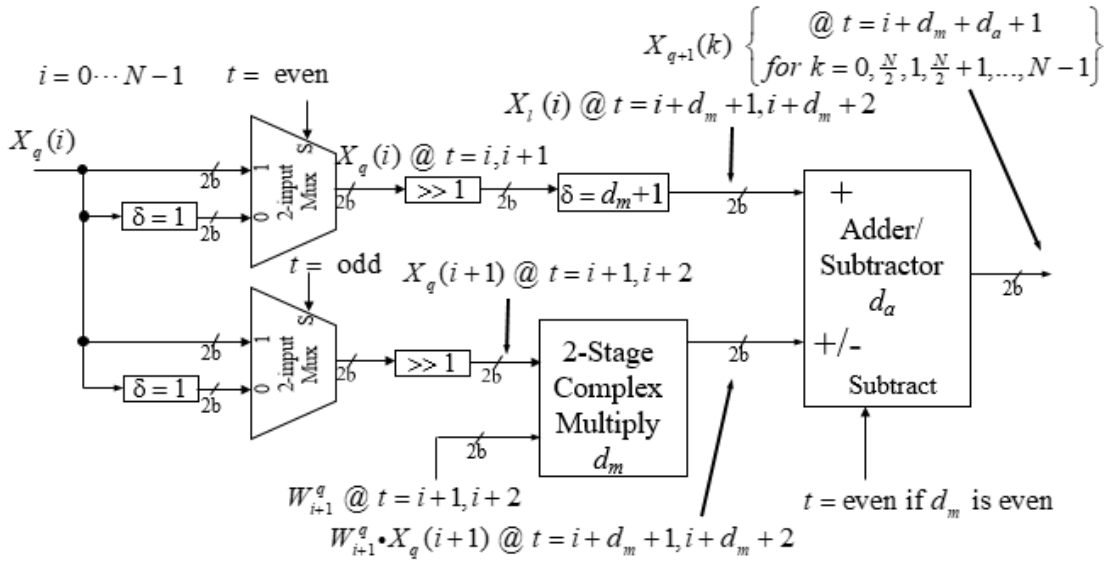 @ t = i + d_m + d_a + 1
X_{q+1}(k)
for k = 0, N/2, 1, N/2 + 1, ..., N − 1
i = 0⋯N − 1
t = even
X_l (i) @ t = i + d_m + 1, i + d_m + 2
X_q (i)
S
X_q (i) @ t = i, i + 1
1
2-input Mux
0
2b
2b
2b
>> 1
2b
δ = d_m + 1
2b
δ = 1
+
Adder/
Subtractor
d_a
+/-
Subtract
2b
t = odd
X_q (i + 1) @ t = i + 1, i + 2
S
1
2-input Mux
0
2b
2b
2b
>> 1
2b
δ = 1
2-Stage
Complex
Multiply
d_m
2b
2b
W^q_{i+1} @ t = i + 1, i + 2
t = even if d_m is even
W^q_{i+1} • X_q (i + 1) @ t = i + d_m + 1, i + d_m + 2